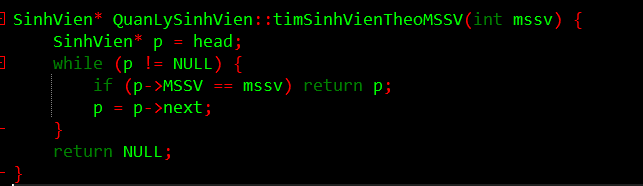 SinhVien* QuanLySinhVien::timSinhVienTheoMSSV(int mssv) {
    SinhVien* p = head;
    while (p != NULL) {
        if (p->MSSV == mssv) return p;
        p = p->next;
    }
    return NULL;
}